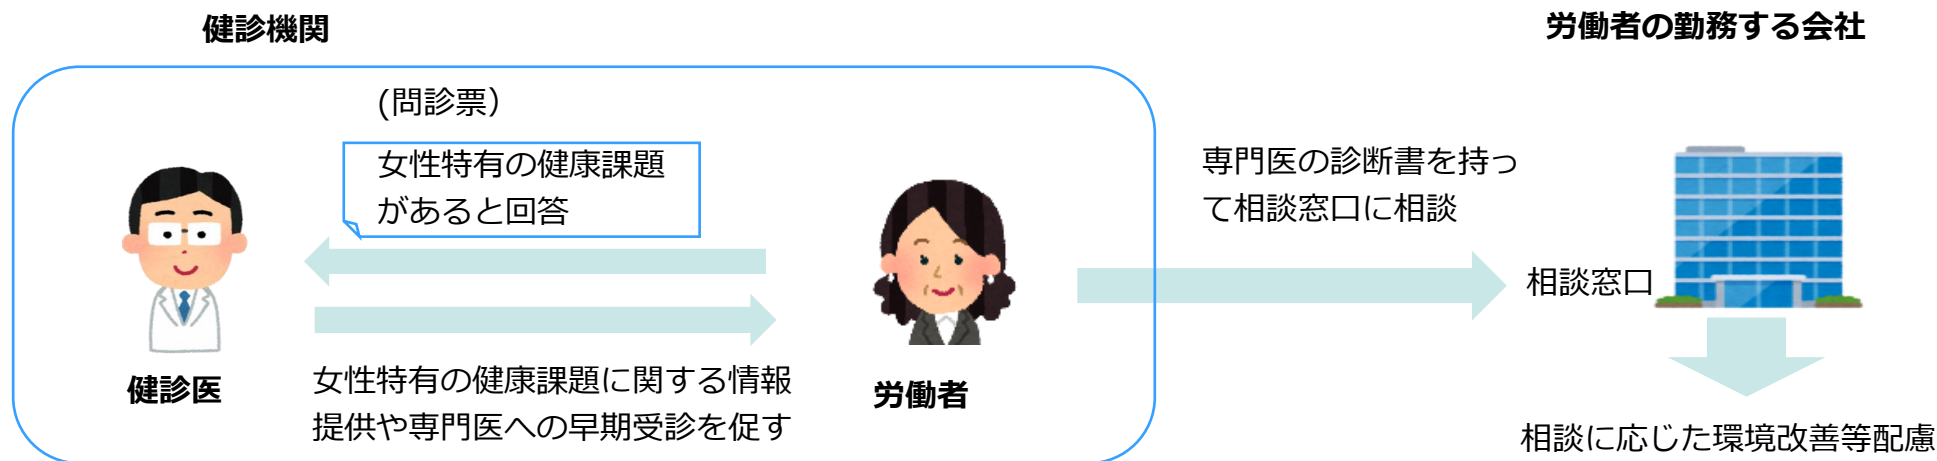 健診機関
労働者の勤務する会社
(問診票）
女性特有の健康課題
があると回答
専門医の診断書を持っ
て相談窓口に相談
相談窓口
健診医
女性特有の健康課題に関する情報
提供や専門医への早期受診を促す
労働者
相談に応じた環境改善等配慮